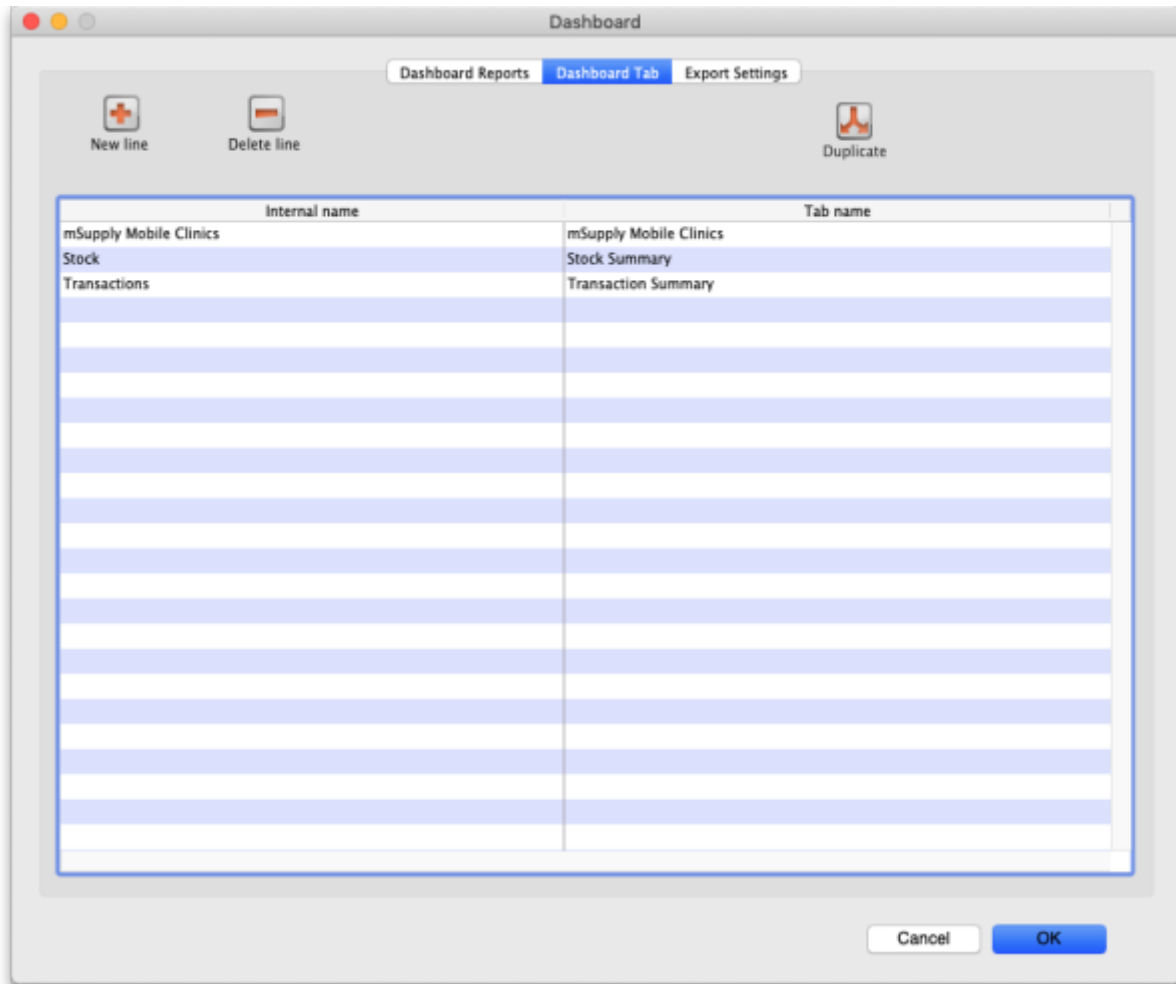 Dashboard
Dashboard Reports Dashboard Tab Export Settings
New line Delete line Duplicate
Internal name Tab name
mSupply Mobile Clinics mSupply Mobile Clinics
Stock Stock Summary
Transactions Transaction Summary
Cancel OK